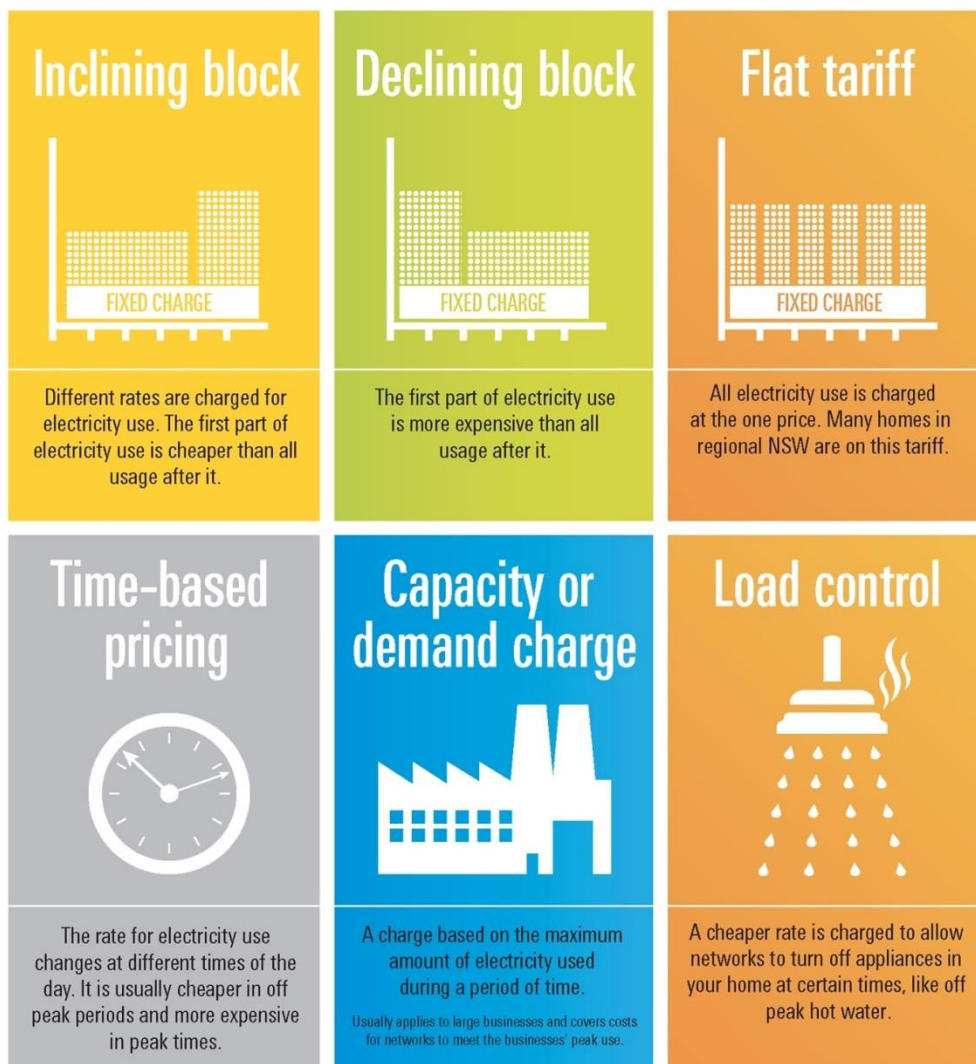 Inclining block
FIXED CHARGE
Different rates are charged for
electricity use. The first part of
electricity use is cheaper than all
usage after it.
Declining block
FIXED CHARGE
The first part of electricity use
is more expensive than all
usage after it.
Flat tariff
FIXED CHARGE
All electricity use is charged
at the one price. Many homes in
regional NSW are on this tariff.
Time-based
pricing
The rate for electricity use
changes at different times of the
day. It is usually cheaper in off
peak periods and more expensive
in peak times.
Capacity or
demand charge
A charge based on the maximum
amount of electricity used
during a period of time.
Usually applies to large businesses and covers costs
for networks to meet the businesses' peak use.
Load control
A cheaper rate is charged to allow
networks to turn off appliances in
your home at certain times, like off
peak hot water.